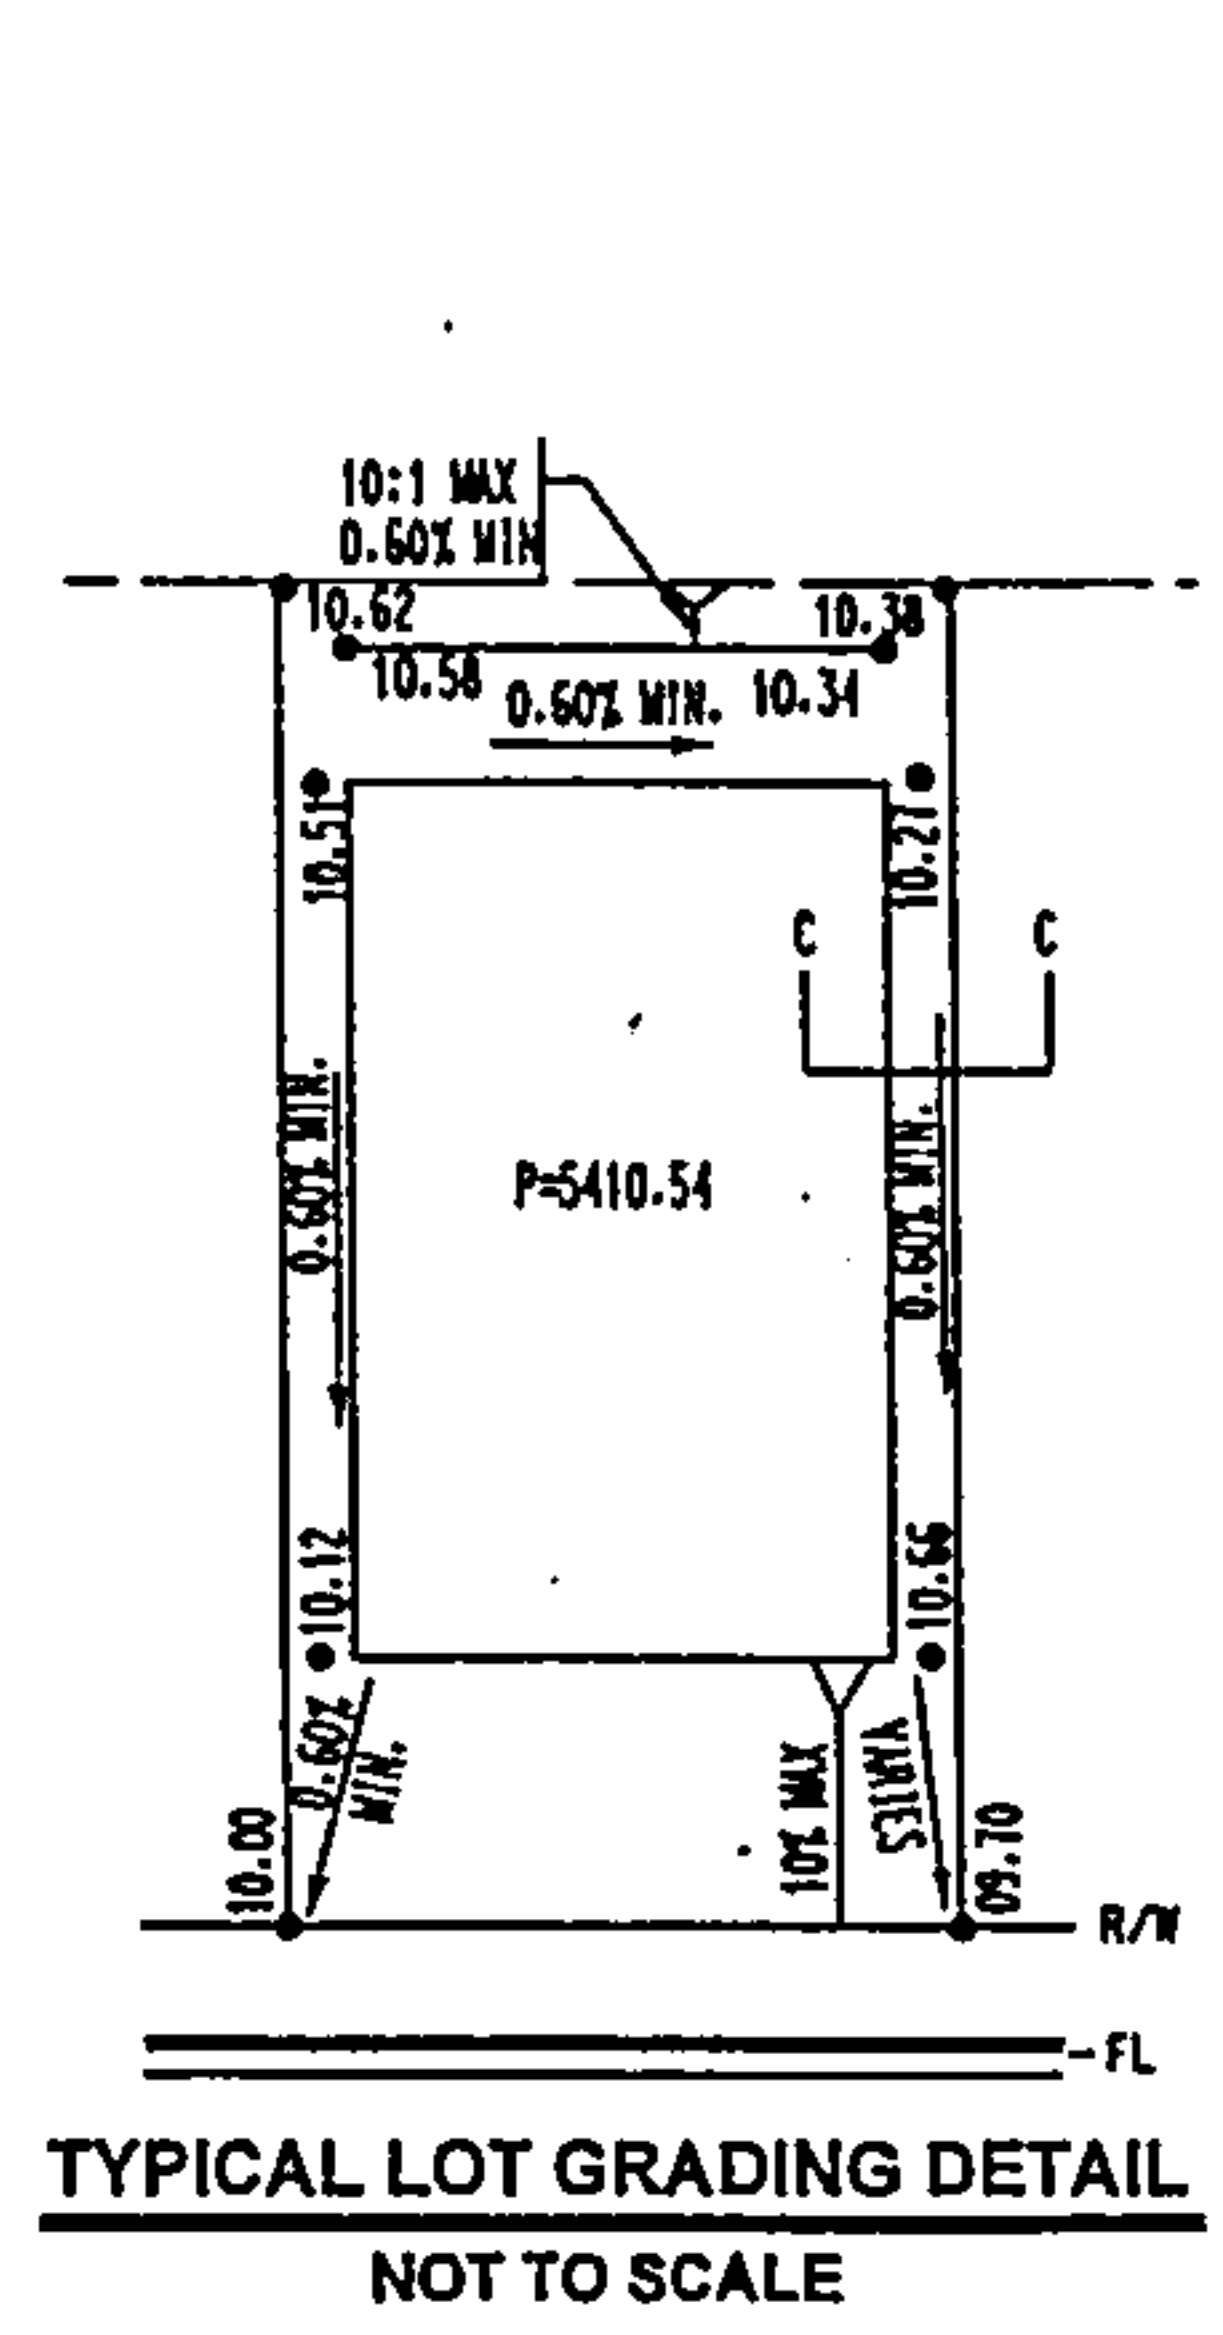 10:1 MAX
0.60% MIN
10.62
10.38
10.58
0.60% MIN.
10.34
10.51
10.27
C
C
0.60% MIN.
0.60% MIN.
P=5410.54
10.12
10.66
0.60%
MIN.
10% MAX
VARIES
10.00
09.70
R/W
FL
TYPICAL LOT GRADING DETAIL
NOT TO SCALE